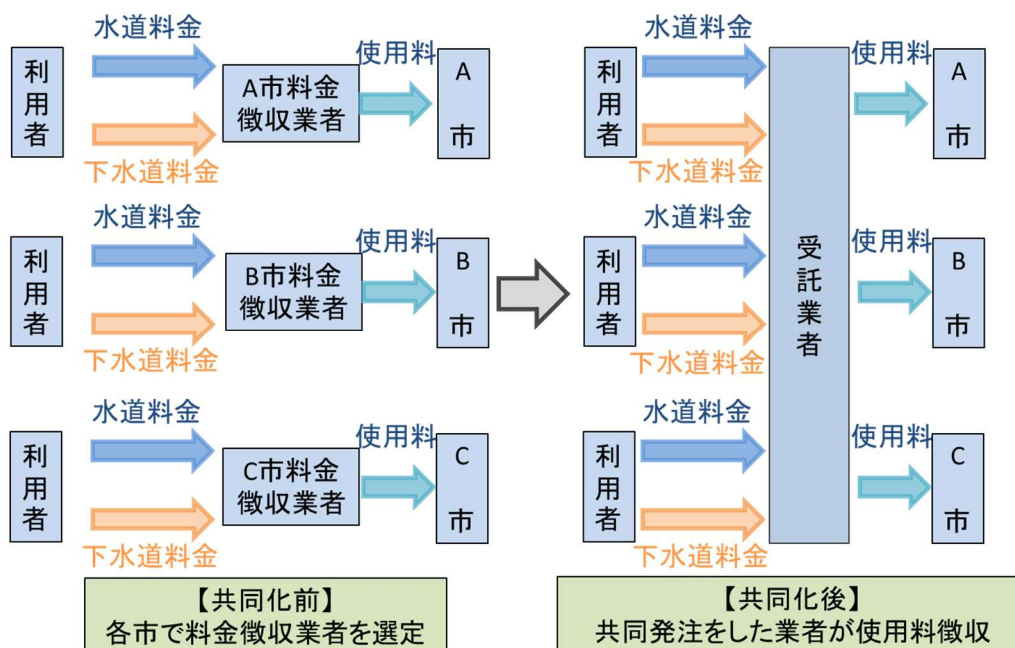 水道料金
利用者
A市料金
徴収業者
使用料
A市
下水道料金
水道料金
利用者
B市料金
徴収業者
使用料
B市
下水道料金
水道料金
利用者
C市料金
徴収業者
使用料
C市
下水道料金
【共同化前】
各市で料金徴収業者を選定
水道料金
利用者
使用料
A市
下水道料金
水道料金
利用者
受託業者
使用料
B市
下水道料金
水道料金
利用者
使用料
C市
下水道料金
【共同化後】
共同発注をした業者が使用料徴収